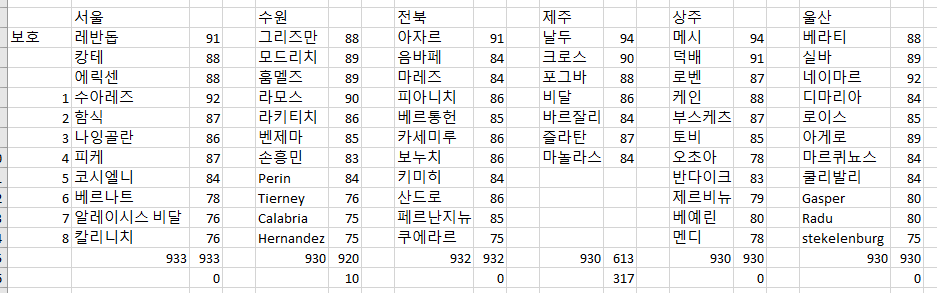 서울 수원 전북 제주 상주 울산
보호 레반돕 91 그리즈만 88 아자르 91 날두 94 메시 94 베라티 88
캉테 88 모드리치 89 음바페 84 크로스 90 덕배 91 실바 89
에릭센 88 훔멜즈 89 마레즈 84 포그바 88 로벤 87 네이마르 92
1 수아레즈 92 라모스 90 피아니치 86 비달 86 케인 88 디마리아 84
2 함식 87 라키티치 86 베르통헌 85 바르잘리 84 부스케츠 87 로이스 85
3 나잉골란 86 벤제마 85 카세미루 86 즐라탄 87 토비 85 아게로 89
4 피케 87 손흥민 83 보누치 86 마놀라스 84 오초아 78 마르퀴뇨스 84
5 코시엘니 84 Perin 84 키미히 84 반다이크 83 쿨리발리 84
6 베르나트 78 Tierney 76 산드로 86 제르비뉴 79 Gasper 80
7 알레이시스 비달 76 Calabria 75 페르난지뉴 85 베예린 80 Radu 80
8 칼리니치 76 Hernandez 75 쿠에라르 75 멘디 78 stekelenburg 75
933 933 930 920 932 932 930 613 930 930 930 930
0 10 0 317 0 0